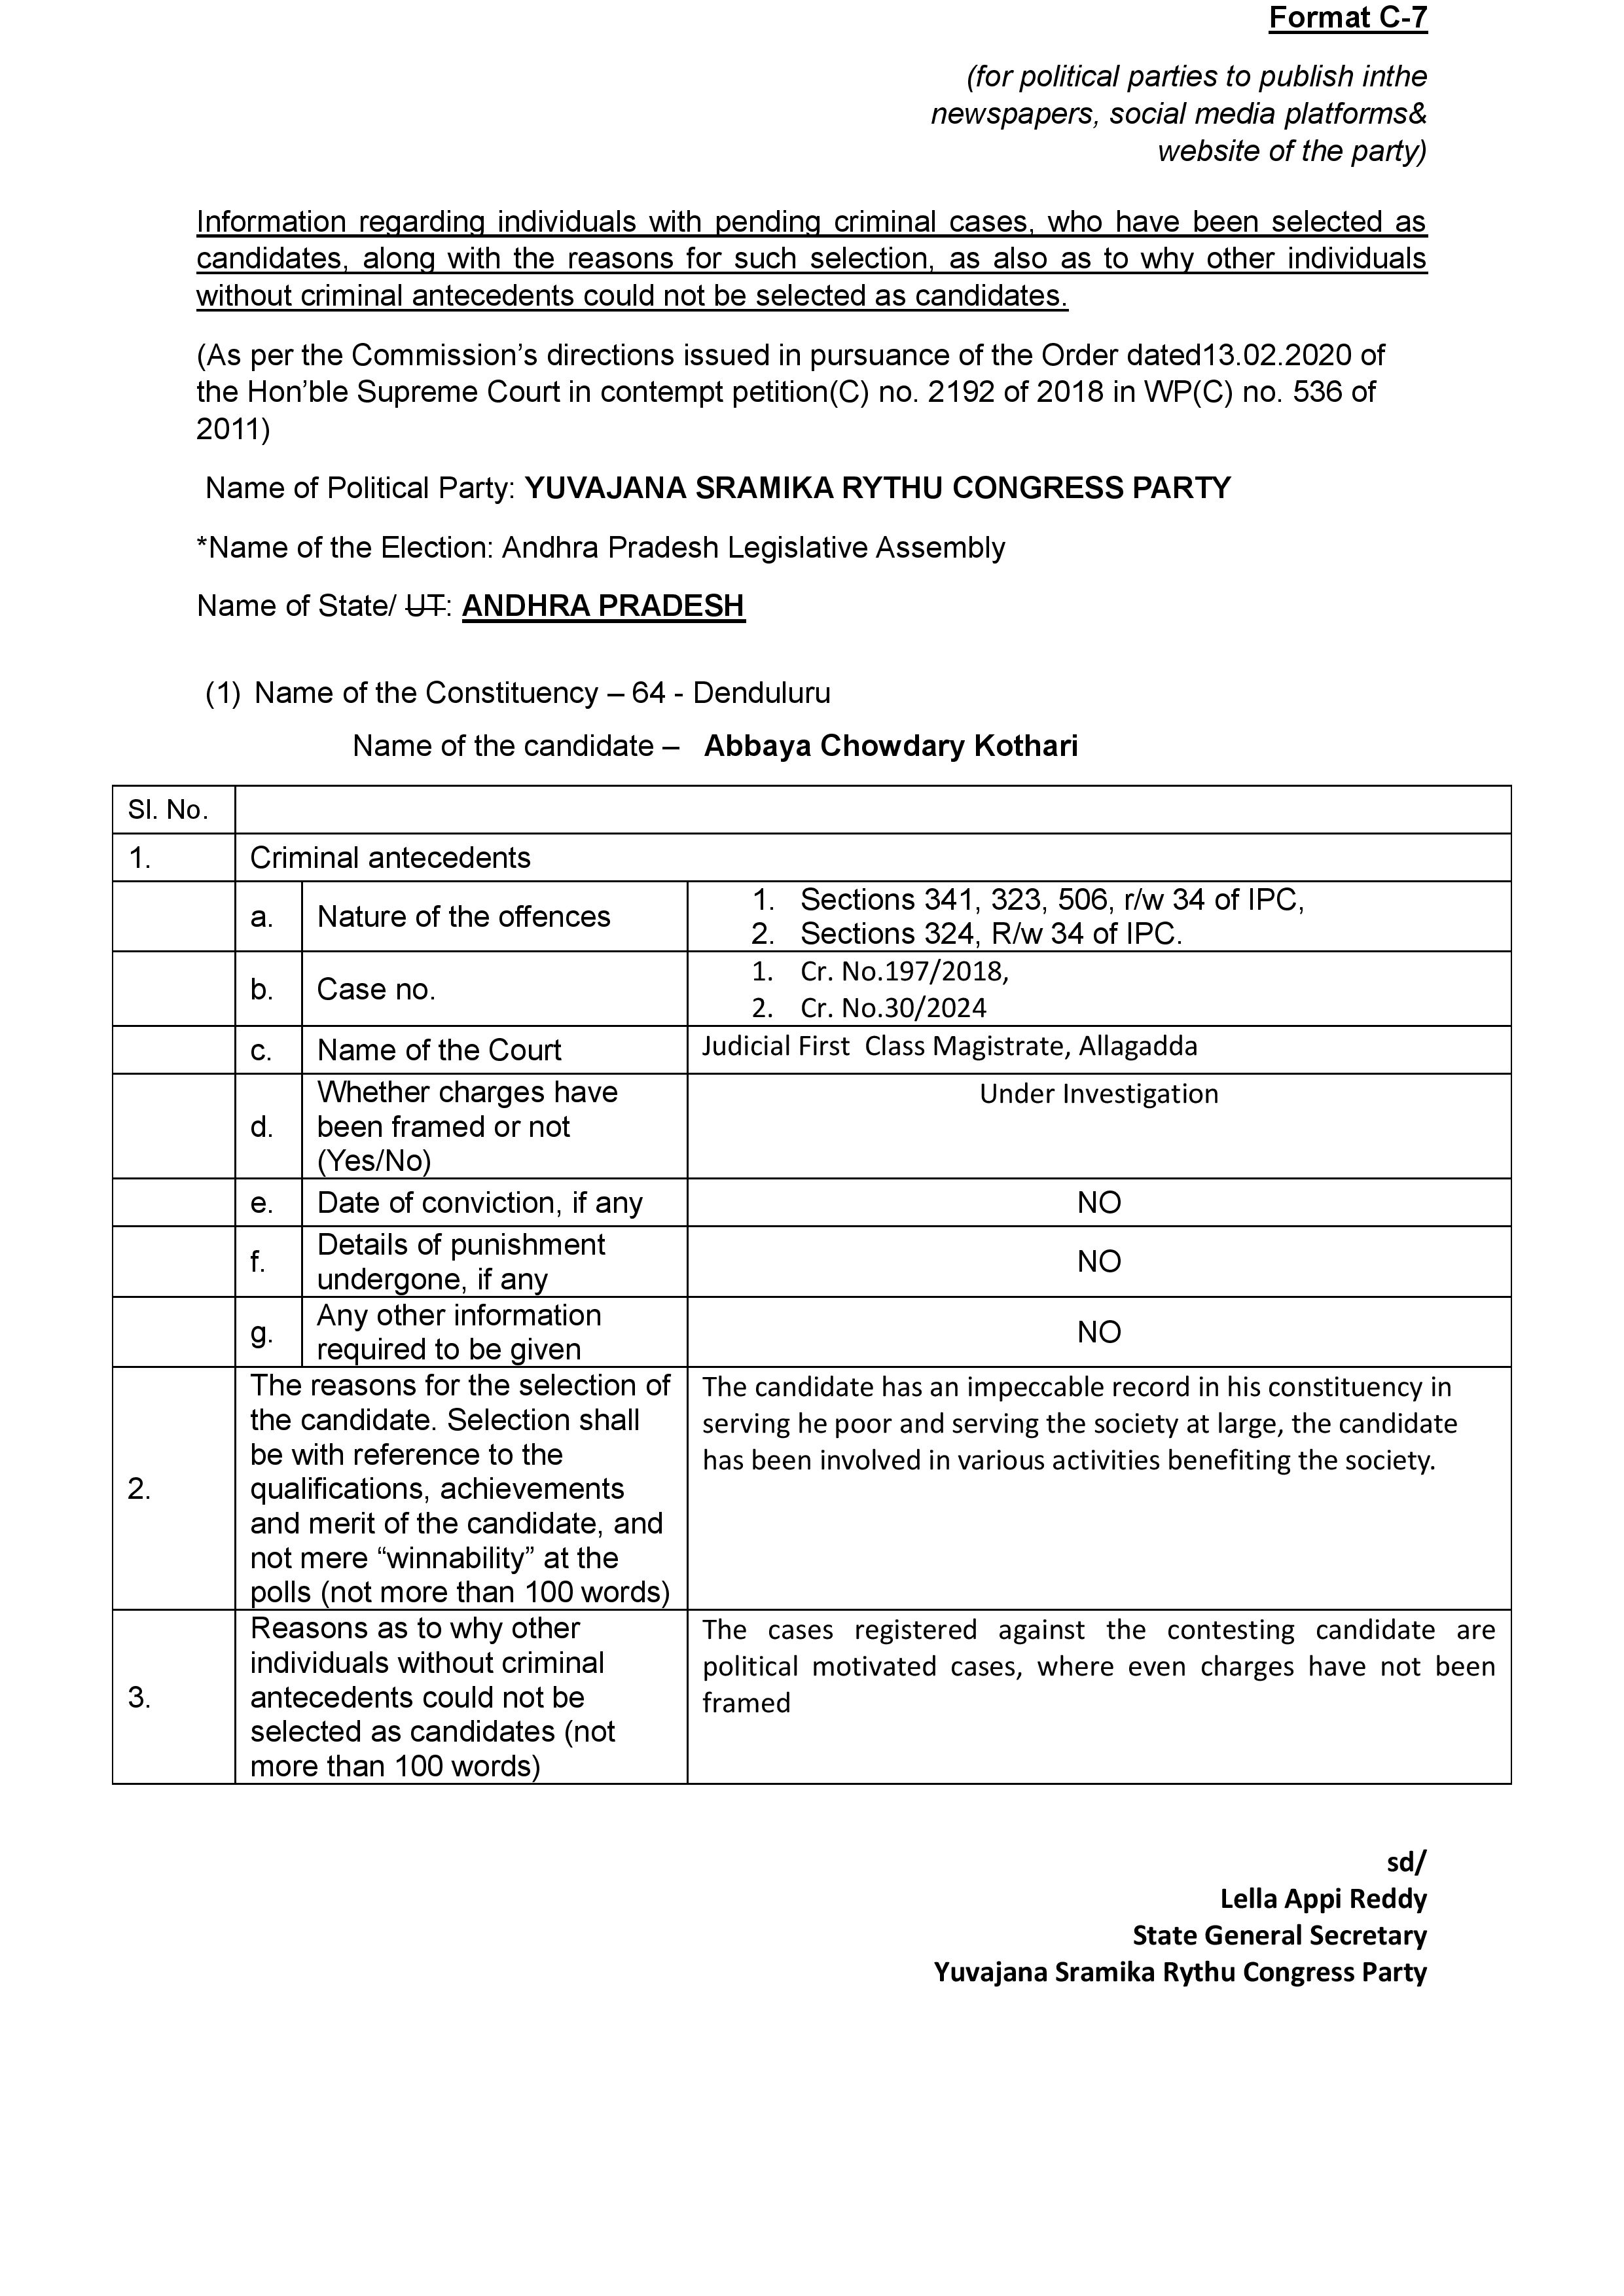 Format C-7
(for political parties to publish inthe
newspapers, social media platforms&
website of the party)
Information regarding individuals with pending criminal cases, who have been selected as
candidates, along with the reasons for such selection, as also as to why other individuals
without criminal antecedents could not be selected as candidates.
(As per the Commission’s directions issued in pursuance of the Order dated13.02.2020 of
the Hon’ble Supreme Court in contempt petition(C) no. 2192 of 2018 in WP(C) no. 536 of
2011)
Name of Political Party: YUVAJANA SRAMIKA RYTHU CONGRESS PARTY
*Name of the Election: Andhra Pradesh Legislative Assembly
Name of State/ UT: ANDHRA PRADESH
(1) Name of the Constituency – 64 - Denduluru
Name of the candidate – Abbaya Chowdary Kothari
Sl. No.
1. Criminal antecedents
a. Nature of the offences
1. Sections 341, 323, 506, r/w 34 of IPC,
2. Sections 324, R/w 34 of IPC.
b. Case no.
1. Cr. No.197/2018,
2. Cr. No.30/2024
c. Name of the Court
Judicial First Class Magistrate, Allagadda
d. Whether charges have
been framed or not
(Yes/No)
Under Investigation
e. Date of conviction, if any
NO
f. Details of punishment
undergone, if any
NO
g. Any other information
required to be given
NO
2. The reasons for the selection of
the candidate. Selection shall
be with reference to the
qualifications, achievements
and merit of the candidate, and
not mere “winnability” at the
polls (not more than 100 words)
The candidate has an impeccable record in his constituency in
serving he poor and serving the society at large, the candidate
has been involved in various activities benefiting the society.
3. Reasons as to why other
individuals without criminal
antecedents could not be
selected as candidates (not
more than 100 words)
The cases registered against the contesting candidate are
political motivated cases, where even charges have not been
framed
sd/
Lella Appi Reddy
State General Secretary
Yuvajana Sramika Rythu Congress Party